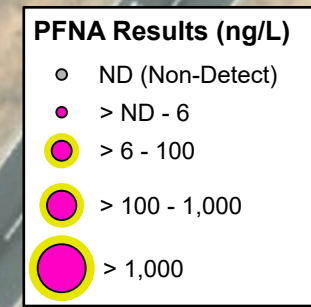 PFNA Results (ng/L)
ND (Non-Detect)
> ND - 6
> 6 - 100
> 100 - 1,000
> 1,000